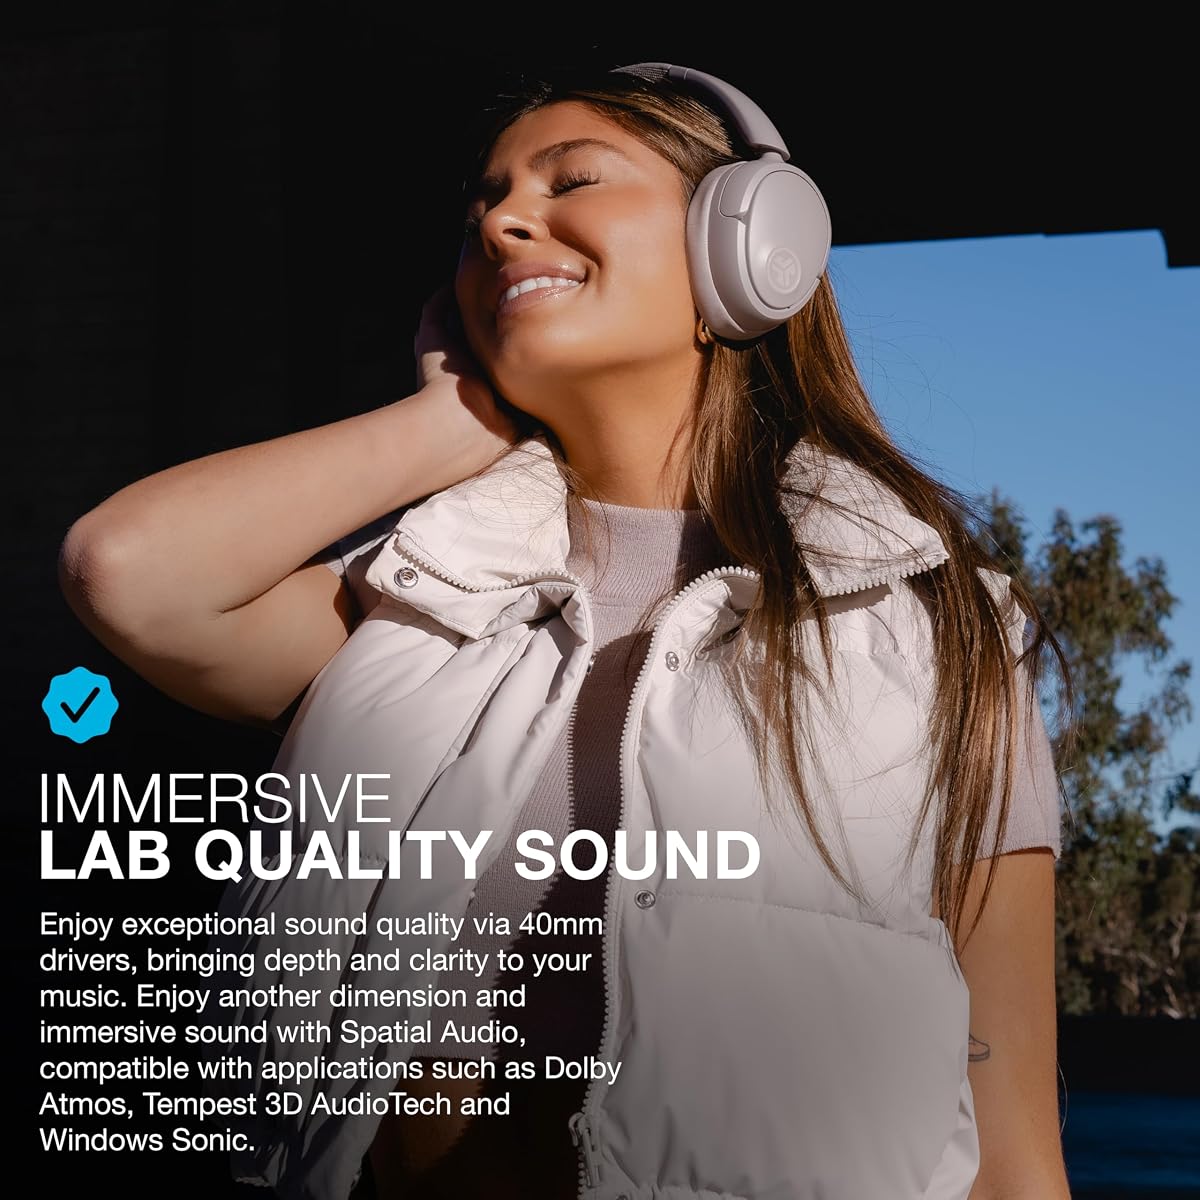 IMMERSIVE
LAB QUALITY SOUND
Enjoy exceptional sound quality via 40mm
drivers, bringing depth and clarity to your
music. Enjoy another dimension and
immersive sound with Spatial Audio,
compatible with applications such as Dolby
Atmos, Tempest 3D AudioTech and
Windows Sonic.